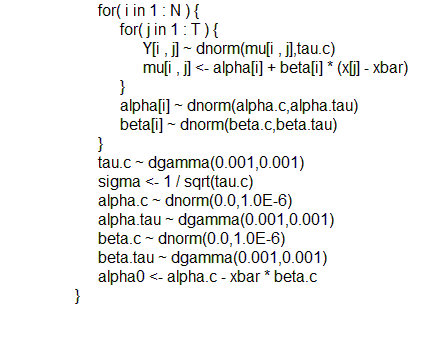 for( i in 1 : N ) {
for( j in 1 : T ) {
Y[i , j] ~ dnorm(mu[i , j],tau.c)
mu[i , j] <- alpha[i] + beta[i] * (x[j] - xbar)
}
alpha[i] ~ dnorm(alpha.c,alpha.tau)
beta[i] ~ dnorm(beta.c,beta.tau)
}
tau.c ~ dgamma(0.001,0.001)
sigma <- 1 / sqrt(tau.c)
alpha.c ~ dnorm(0.0,1.0E-6)
alpha.tau ~ dgamma(0.001,0.001)
beta.c ~ dnorm(0.0,1.0E-6)
beta.tau ~ dgamma(0.001,0.001)
alpha0 <- alpha.c - xbar * beta.c
}